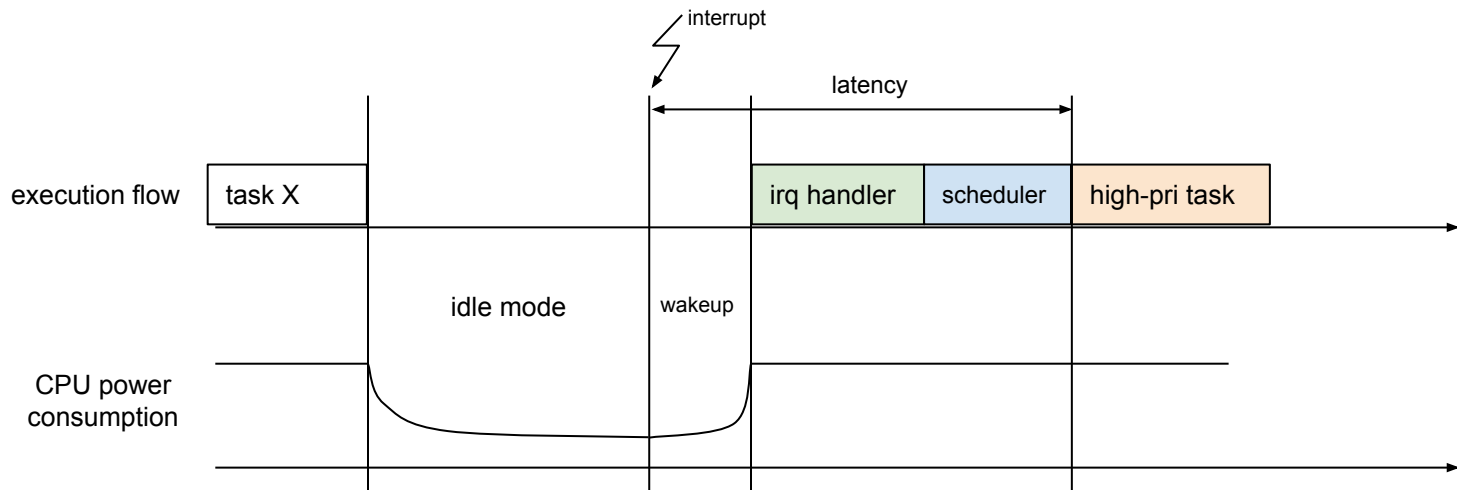 interrupt
latency
execution flow
task X
irq handler
scheduler
high-pri task
idle mode
wakeup
CPU power
consumption